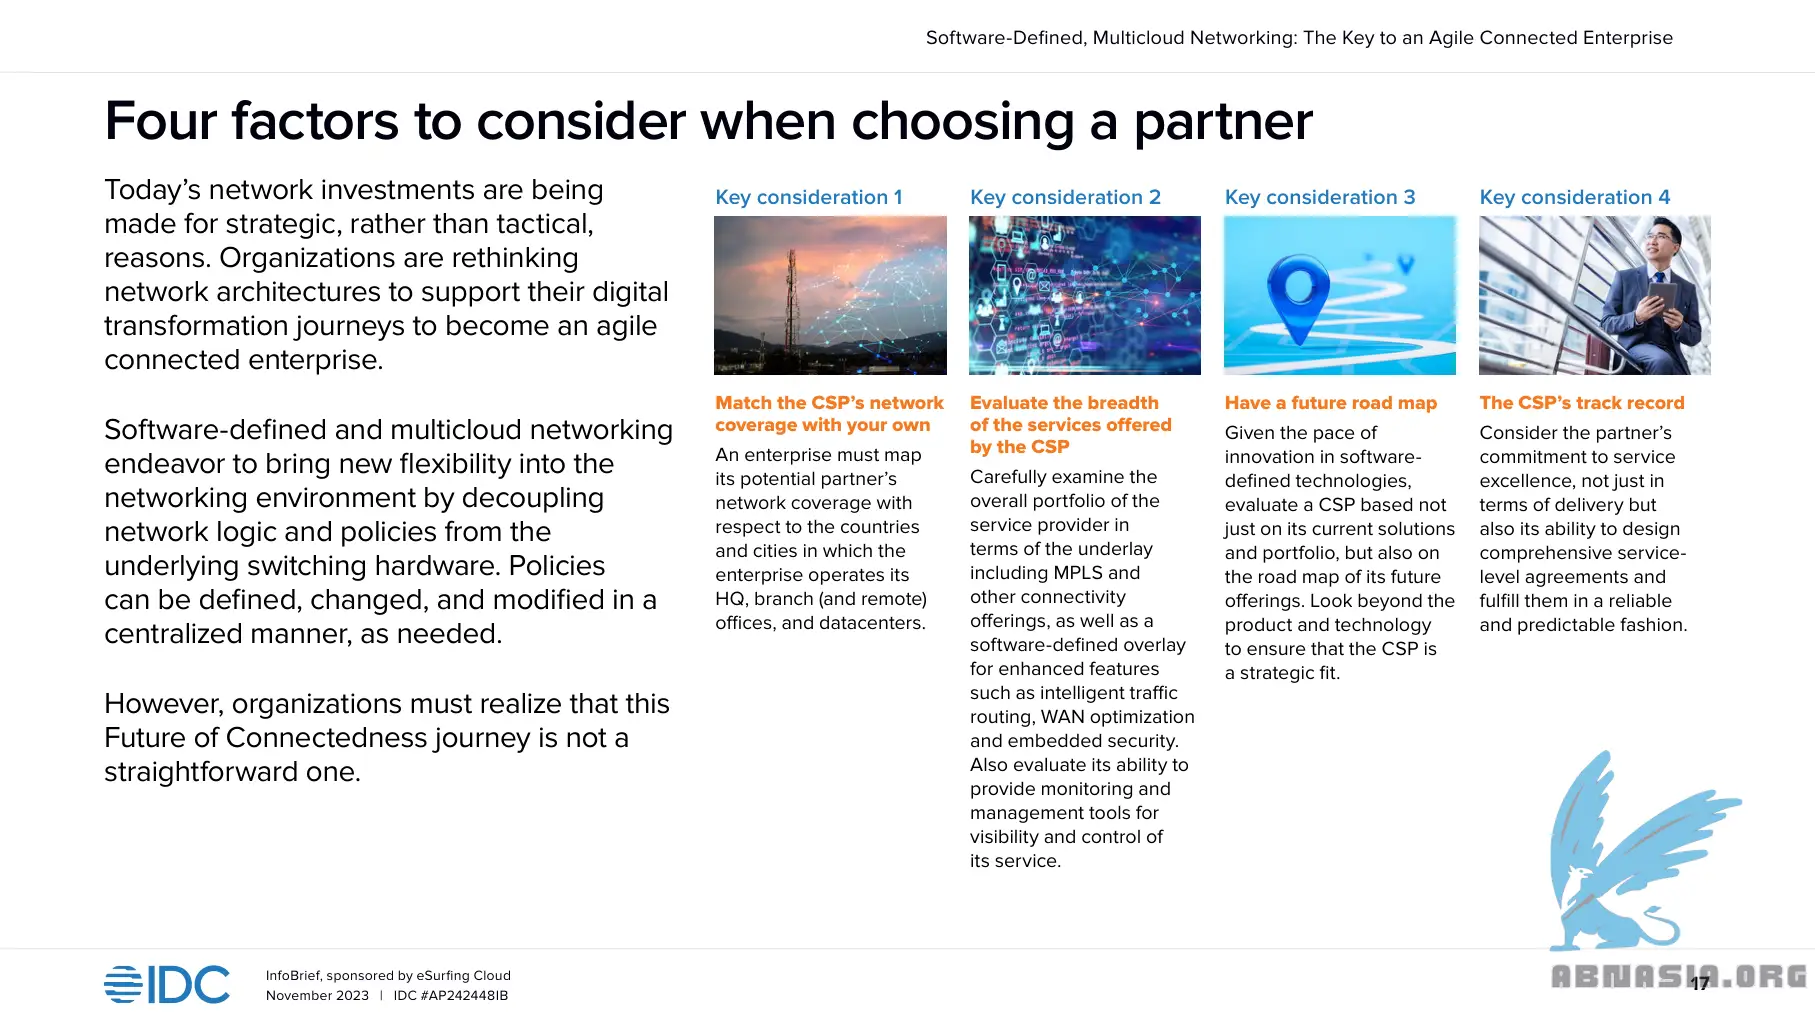 Software-Defined, Multicloud Networking: The Key to an Agile Connected Enterprise
Four factors to consider when choosing a partner
Today’s network investments are being
made for strategic, rather than tactical,
reasons. Organizations are rethinking
network architectures to support their digital
transformation journeys to become an agile
connected enterprise.
Software-defined and multicloud networking
endeavor to bring new flexibility into the
networking environment by decoupling
network logic and policies from the
underlying switching hardware. Policies
can be defined, changed, and modified in a
centralized manner, as needed.
However, organizations must realize that this
Future of Connectedness journey is not a
straightforward one.
Key consideration 1
Match the CSP’s network
coverage with your own
An enterprise must map
its potential partner’s
network coverage with
respect to the countries
and cities in which the
enterprise operates its
HQ, branch (and remote)
offices, and datacenters.
Key consideration 2
Evaluate the breadth
of the services offered
by the CSP
Carefully examine the
overall portfolio of the
service provider in
terms of the underlay
including MPLS and
other connectivity
offerings, as well as a
software-defined overlay
for enhanced features
such as intelligent traffic
routing, WAN optimization
and embedded security.
Also evaluate its ability to
provide monitoring and
management tools for
visibility and control of
its service.
Key consideration 3
Have a future road map
Given the pace of
innovation in software-
defined technologies,
evaluate a CSP based not
just on its current solutions
and portfolio, but also on
the road map of its future
offerings. Look beyond the
product and technology
to ensure that the CSP is
a strategic fit.
Key consideration 4
The CSP’s track record
Consider the partner’s
commitment to service
excellence, not just in
terms of delivery but
also its ability to design
comprehensive service-
level agreements and
fulfill them in a reliable
and predictable fashion.
IDC
InfoBrief, sponsored by eSurfing Cloud
November 2023 | IDC #AP242448IB
17
ABNASIA.ORG